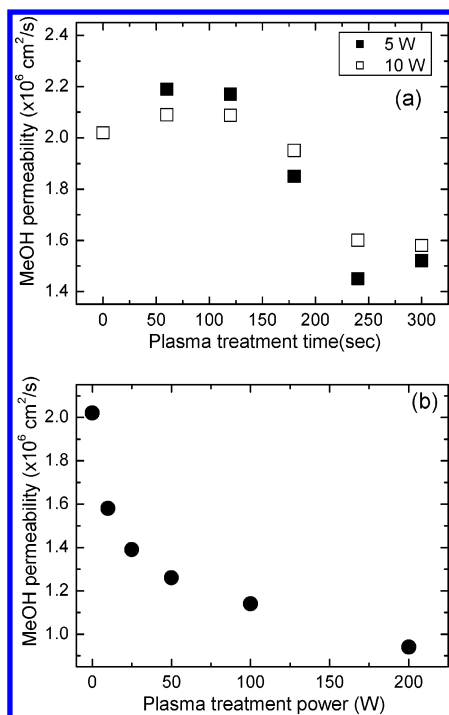 2.4
2.2
2.0
1.8
1.6
1.4
MeOH permeability (x10⁶ cm²/s)
5 W
10 W
(a)
0 50 100 150 200 250 300
Plasma treatment time(sec)
2.0
1.8
1.6
1.4
1.2
1.0
MeOH permeability (x10⁶ cm²/s)
(b)
0 50 100 150 200
Plasma treatment power (W)